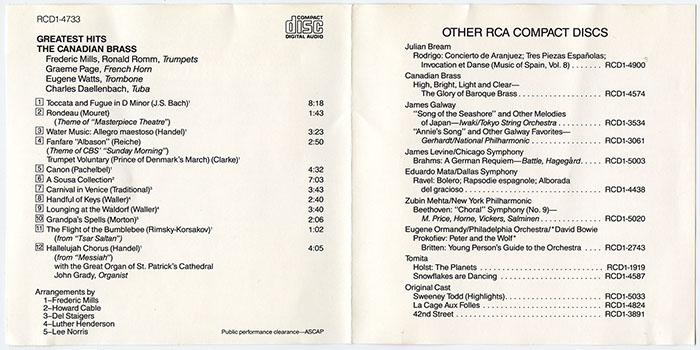 RCD1-4733
COMPACT
disc
DIGITAL AUDIO
GREATEST HITS
THE CANADIAN BRASS
Frederic Mills, Ronald Romm, Trumpets
Graeme Page, French Horn
Eugene Watts, Trombone
Charles Daellenbach, Tuba
1 Toccata and Fugue in D Minor (J.S. Bach)¹ 8:18
2 Rondeau (Mouret) 1:43
(Theme of "Masterpiece Theatre")
3 Water Music: Allegro maestoso (Handel)¹ 3:23
4 Fanfare "Albason" (Reiche) 2:50
(Theme of CBS' "Sunday Morning")
Trumpet Voluntary (Prince of Denmark's March) (Clarke)¹
5 Canon (Pachelbel)¹ 4:32
6 A Sousa Collection² 7:03
7 Carnival in Venice (Traditional)³ 3:43
8 Handful of Keys (Waller)⁴ 2:40
9 Lounging at the Waldorf (Waller)⁴ 3:40
10 Grandpa's Spells (Morton)⁵ 2:06
11 The Flight of the Bumblebee (Rimsky-Korsakov)¹ 1:02
(from "Tsar Saltan")
12 Hallelujah Chorus (Handel)¹ 4:05
(from "Messiah")
with the Great Organ of St. Patrick's Cathedral
John Grady, Organist
Arrangements by
1–Frederic Mills
2–Howard Cable
3–Del Staigers
4–Luther Henderson
5–Lee Norris
Public performance clearance—ASCAP
OTHER RCA COMPACT DISCS
Julian Bream
Rodrigo: Concierto de Aranjuez; Tres Piezas Españolas;
Invocation et Danse (Music of Spain, Vol. 8) ....... RCD1-4900
Canadian Brass
High, Bright, Light and Clear—
The Glory of Baroque Brass .................... RCD1-4574
James Galway
"Song of the Seashore" and Other Melodies
of Japan—Iwaki/Tokyo String Orchestra ......... RCD1-3534
"Annie's Song" and Other Galway Favorites—
Gerhardt/National Philharmonic ................ RCD1-3061
James Levine/Chicago Symphony
Brahms: A German Requiem—Battle, Hagegård .... RCD1-5003
Eduardo Mata/Dallas Symphony
Ravel: Bolero; Rapsodie espagnole; Alborada
del gracioso ................................ RCD1-4438
Zubin Mehta/New York Philharmonic
Beethoven: "Choral" Symphony (No. 9)—
M. Price, Horne, Vickers, Salminen ............. RCD1-5020
Eugene Ormandy/Philadelphia Orchestra/*David Bowie
Prokofiev: Peter and the Wolf*
Britten: Young Person's Guide to the Orchestra .... RCD1-2743
Tomita
Holst: The Planets ............................ RCD1-1919
Snowflakes are Dancing ........................ RCD1-4587
Original Cast
Sweeney Todd (Highlights) ...................... RCD1-5033
La Cage Aux Folles ............................ RCD1-4824
42nd Street .................................. RCD1-3891